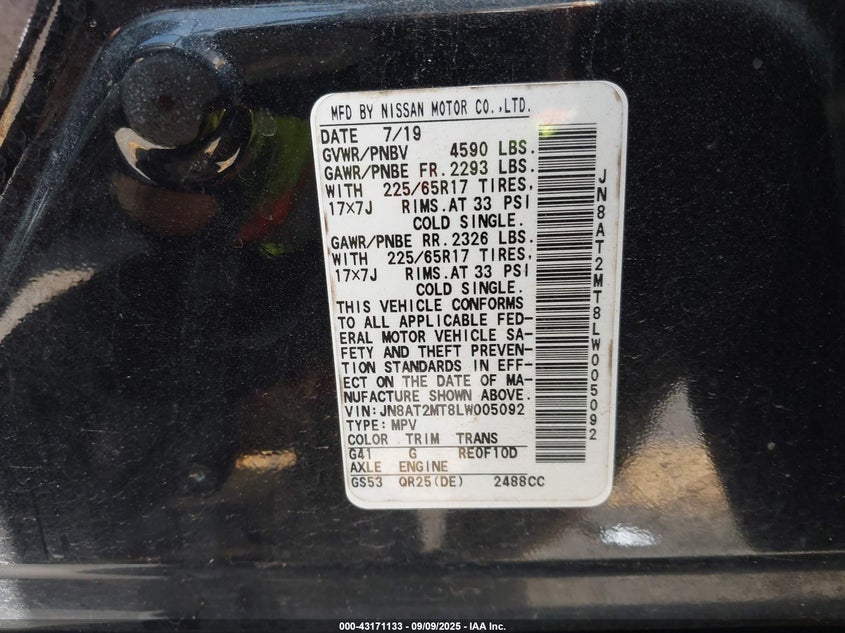 MFD BY NISSAN MOTOR CO.,LTD.
DATE 7/19
GVWR/PNBV 4590 LBS.
GAWR/PNBE FR. 2293 LBS.
WITH 225/65R17 TIRES,
17×7J RIMS. AT 33 PSI
COLD SINGLE.
GAWR/PNBE RR. 2326 LBS.
WITH 225/65R17 TIRES,
17×7J RIMS. AT 33 PSI
COLD SINGLE.
THIS VEHICLE CONFORMS
TO ALL APPLICABLE FED-
ERAL MOTOR VEHICLE SA-
FETY AND THEFT PREVEN-
TION STANDARDS IN EFF-
ECT ON THE DATE OF MA-
NUFACTURE SHOWN ABOVE.
VIN:JN8AT2MT8LW005092
TYPE:MPV
COLOR TRIM TRANS
G41 G RE0F10D
AXLE ENGINE
GS53 QR25(DE) 2488CC
JN8AT2MT8LW005092
000-43171133 - 09/09/2025 - IAA Inc.